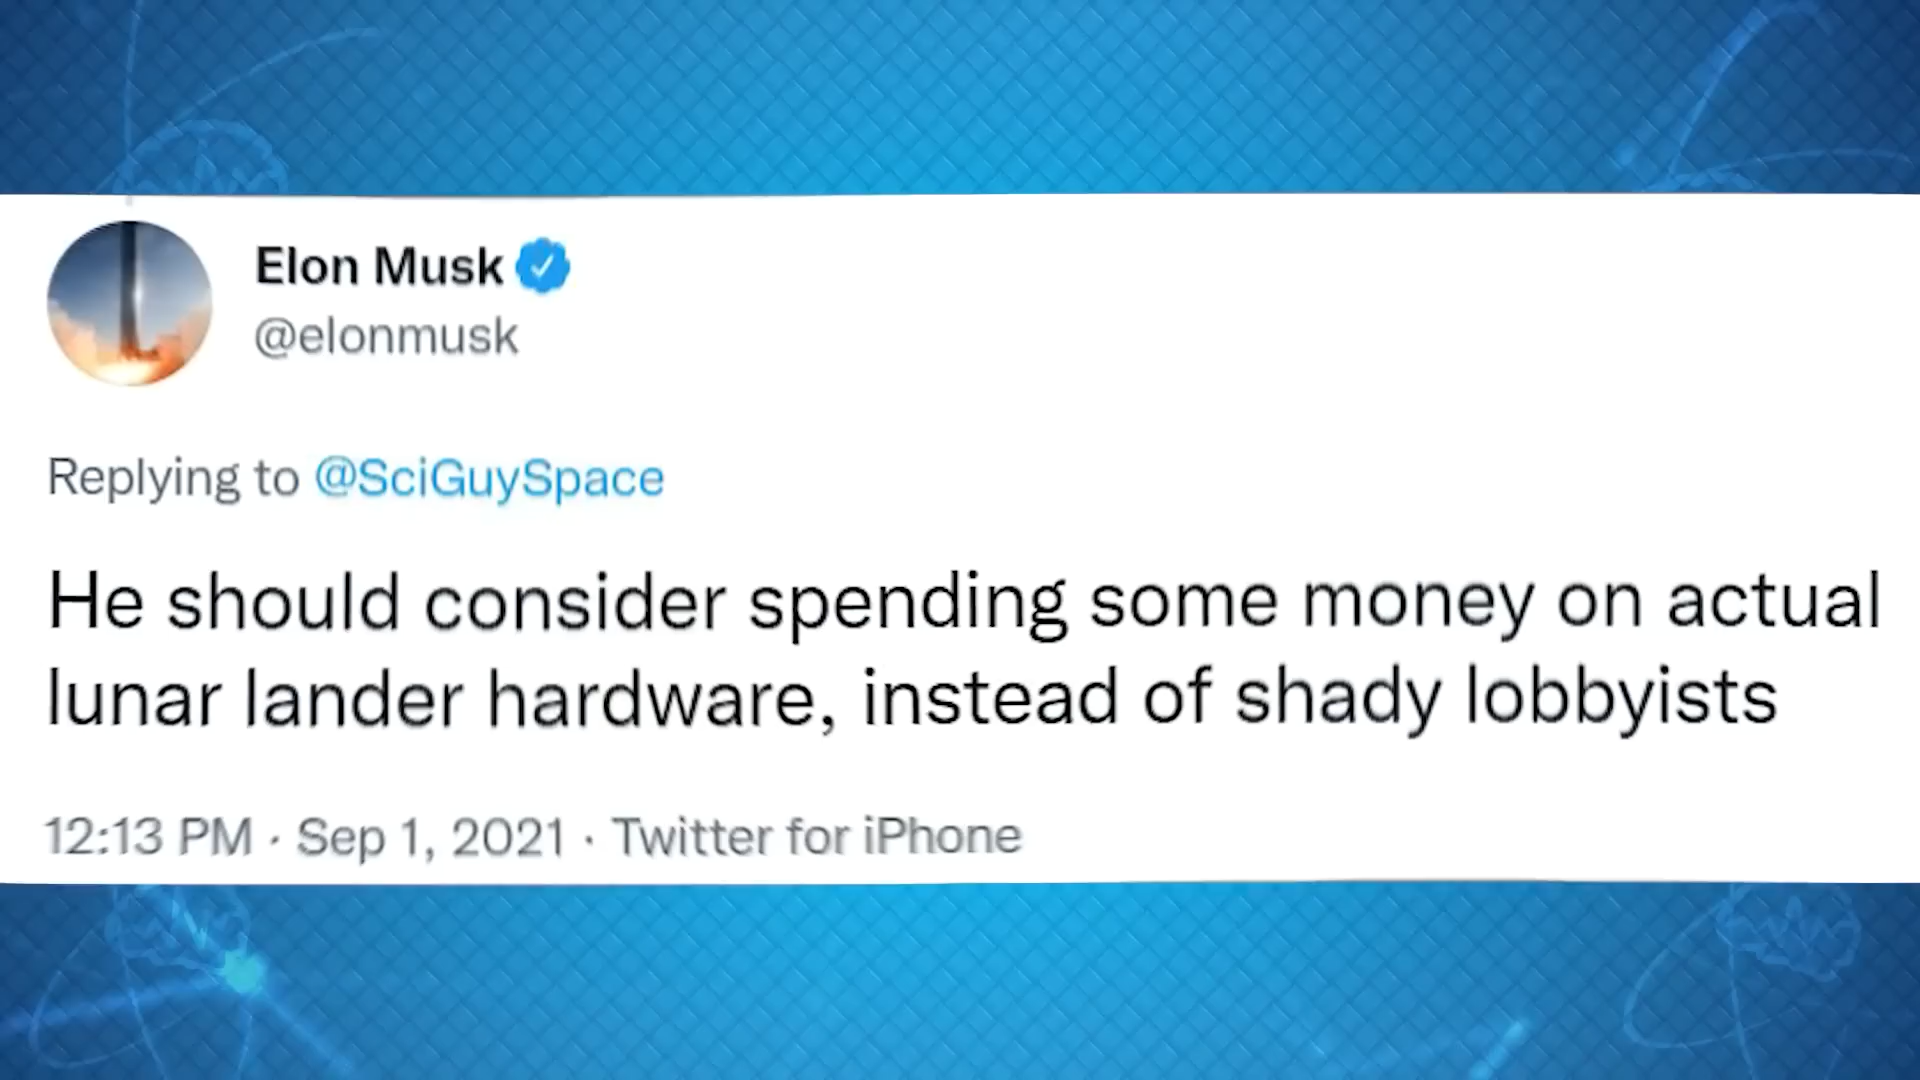 Elon Musk
@elonmusk
Replying to @SciGuySpace
He should consider spending some money on actual
lunar lander hardware, instead of shady lobbyists
12:13 PM · Sep 1, 2021 · Twitter for iPhone